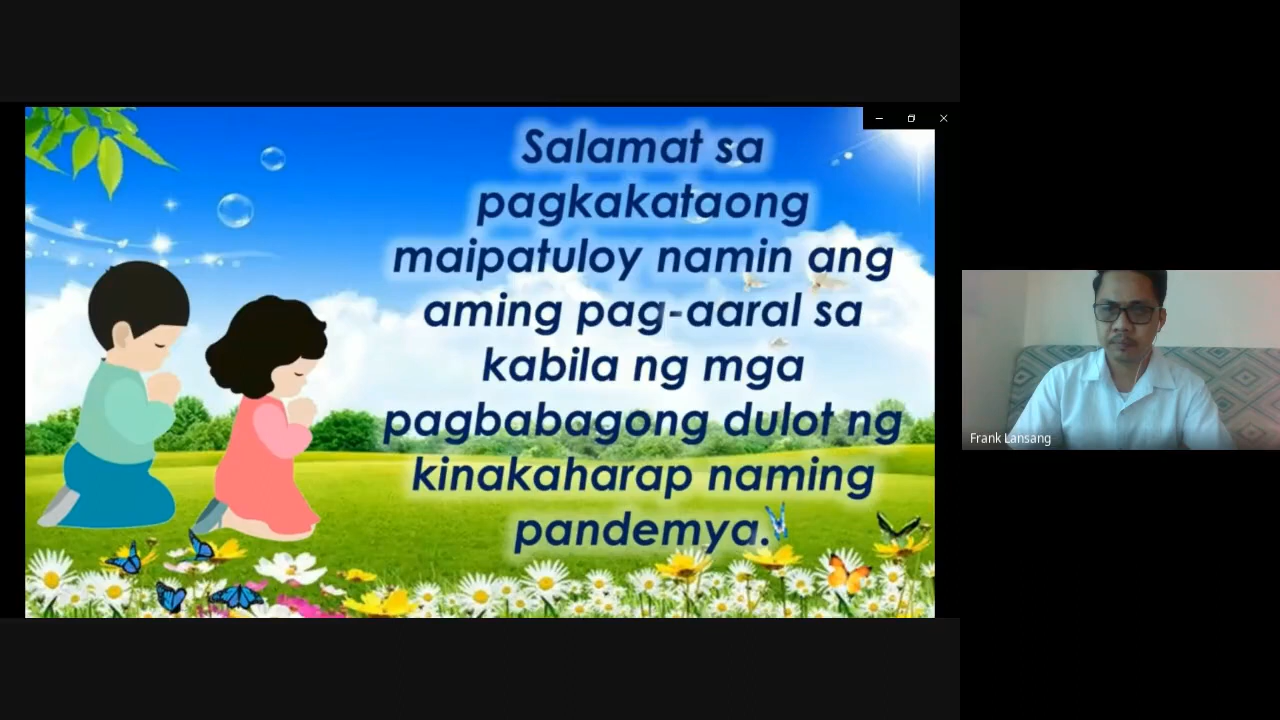 Salamat sa
pagkakataong
maipatuloy namin ang
aming pag-aaral sa
kabila ng mga
pagbabagong dulot ng
kinakaharap naming
pandemya.
Frank Lansang